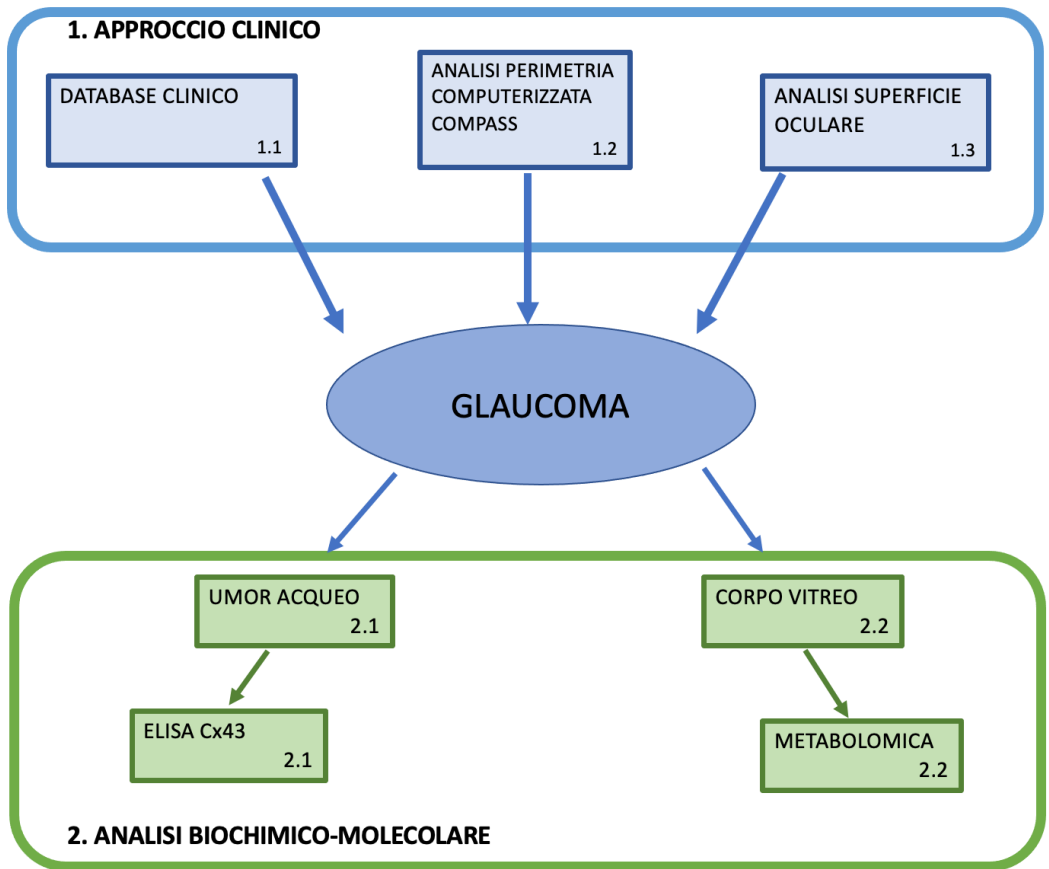 1. APPROCCIO CLINICO
DATABASE CLINICO
1.1
ANALISI PERIMETRIA
COMPUTERIZZATA
COMPASS
1.2
ANALISI SUPERFICIE
OCULARE
1.3
GLAUCOMA
UMOR ACQUEO
2.1
CORPO VITREO
2.2
ELISA Cx43
2.1
METABOLOMICA
2.2
2. ANALISI BIOCHIMICO-MOLECOLARE